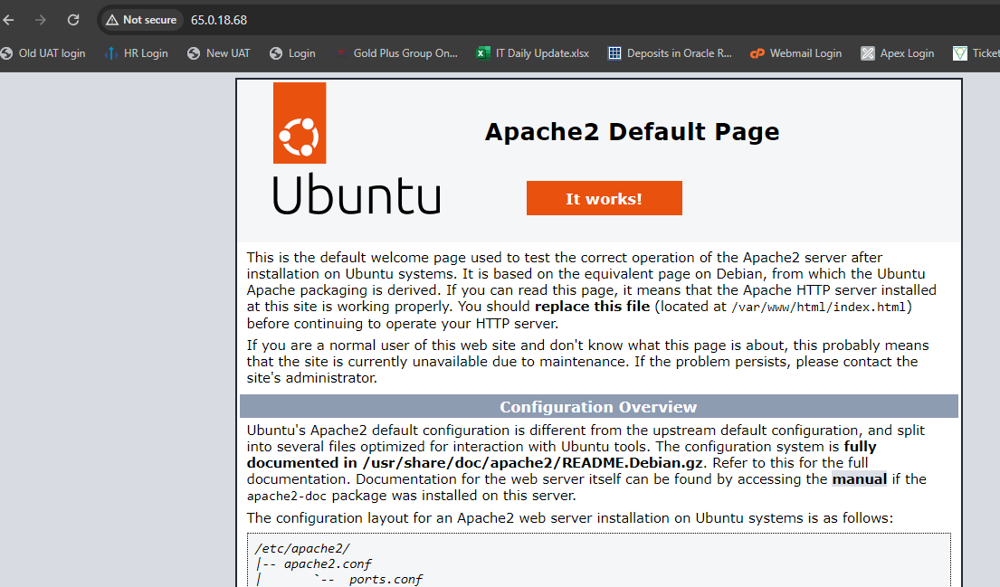 Not secure 65.0.18.68
Old UAT login HR Login New UAT Login Gold Plus Group On... IT Daily Update.xlsx Deposits in Oracle R... Webmail Login Apex Login Ticket
Apache2 Default Page
Ubuntu
It works!
This is the default welcome page used to test the correct operation of the Apache2 server after
installation on Ubuntu systems. It is based on the equivalent page on Debian, from which the Ubuntu
Apache packaging is derived. If you can read this page, it means that the Apache HTTP server installed
at this site is working properly. You should replace this file (located at /var/www/html/index.html)
before continuing to operate your HTTP server.
If you are a normal user of this web site and don't know what this page is about, this probably means
that the site is currently unavailable due to maintenance. If the problem persists, please contact the
site's administrator.
Configuration Overview
Ubuntu's Apache2 default configuration is different from the upstream default configuration, and split
into several files optimized for interaction with Ubuntu tools. The configuration system is fully
documented in /usr/share/doc/apache2/README.Debian.gz. Refer to this for the full
documentation. Documentation for the web server itself can be found by accessing the manual if the
apache2-doc package was installed on this server.
The configuration layout for an Apache2 web server installation on Ubuntu systems is as follows:
/etc/apache2/
|-- apache2.conf
| `-- ports.conf